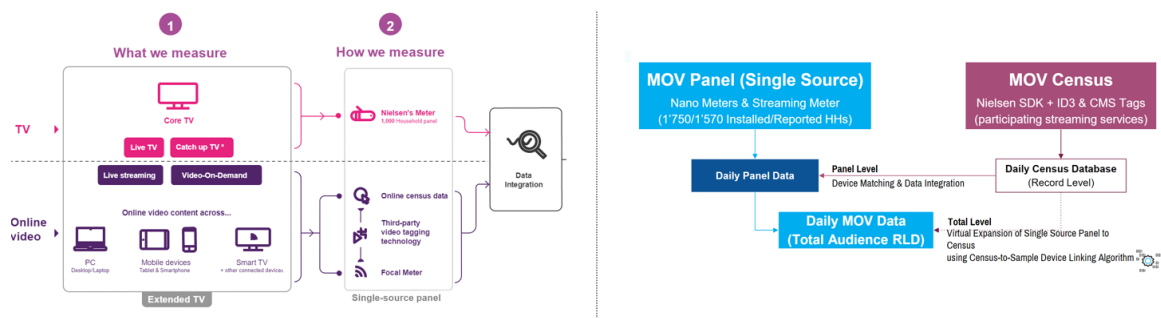 1
What we measure
2
How we measure
TV
Core TV
Live TV
Catch up TV *
Live streaming
Video-On-Demand
Online
video
Online video content across...
PC
Desktop/Laptop
Mobile devices
Tablet & Smartphone
Smart TV
+ other connected devices
Extended TV
Nielsen's Meter
1,000 Household panel
Online census data
Third-party
video tagging
technology
Focal Meter
Single-source panel
Data
Integration
MOV Panel (Single Source)
Nano Meters & Streaming Meter
(1'750/1'570 Installed/Reported HHs)
MOV Census
Nielsen SDK + ID3 & CMS Tags
(participating streaming services)
Daily Panel Data
Panel Level
Device Matching & Data Integration
Daily Census Database
(Record Level)
Daily MOV Data
(Total Audience RLD)
Total Level
Virtual Expansion of Single Source Panel to
Census
using Census-to-Sample Device Linking Algorithm